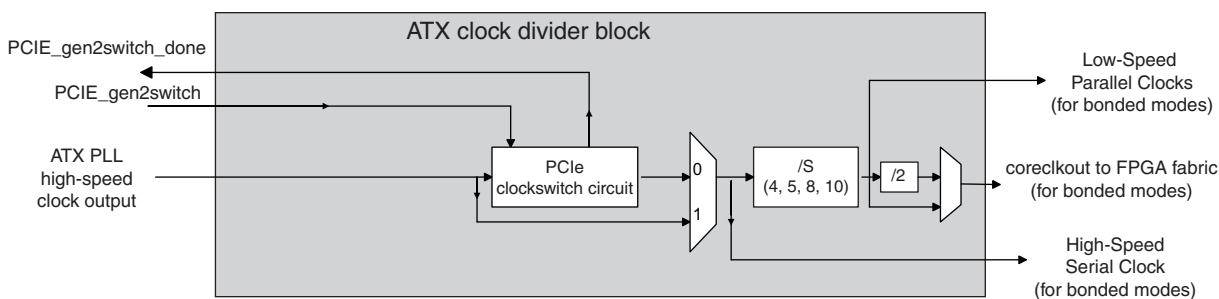 ATX clock divider block
PCIE_gen2switch_done
PCIE_gen2switch
ATX PLL
high-speed
clock output
PCIe
clockswitch circuit
0
1
/S
(4, 5, 8, 10)
/2
Low-Speed
Parallel Clocks
(for bonded modes)
coreclkout to FPGA fabric
(for bonded modes)
High-Speed
Serial Clock
(for bonded modes)